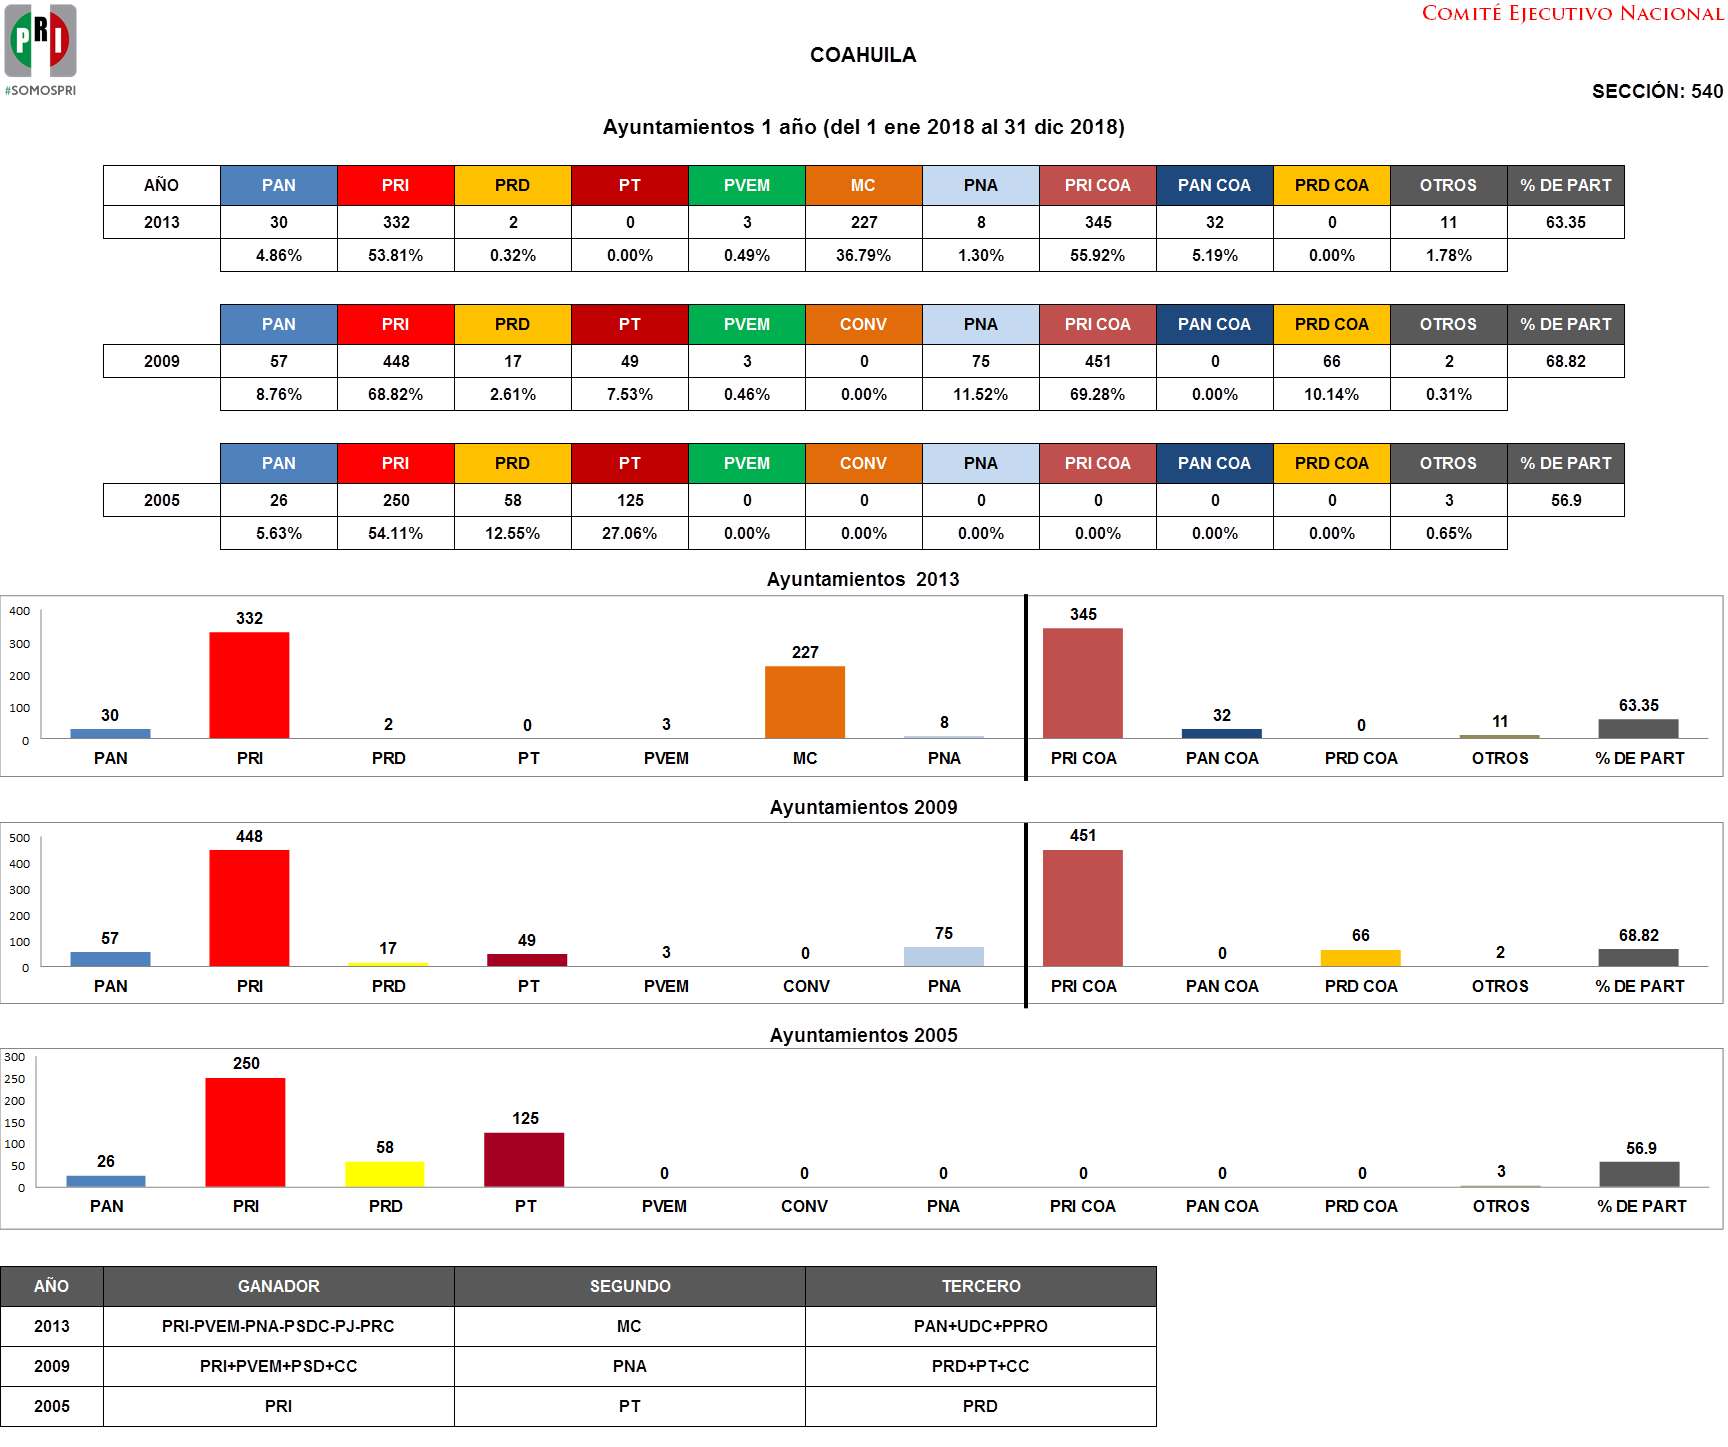 PRI
#SOMOSPRI
COMITÉ EJECUTIVO NACIONAL
COAHUILA
SECCIÓN: 540
Ayuntamientos 1 año (del 1 ene 2018 al 31 dic 2018)
AÑO PAN PRI PRD PT PVEM MC PNA PRI COA PAN COA PRD COA OTROS % DE PART
2013 30 332 2 0 3 227 8 345 32 0 11 63.35
4.86% 53.81% 0.32% 0.00% 0.49% 36.79% 1.30% 55.92% 5.19% 0.00% 1.78%
PAN PRI PRD PT PVEM CONV PNA PRI COA PAN COA PRD COA OTROS % DE PART
2009 57 448 17 49 3 0 75 451 0 66 2 68.82
8.76% 68.82% 2.61% 7.53% 0.46% 0.00% 11.52% 69.28% 0.00% 10.14% 0.31%
PAN PRI PRD PT PVEM CONV PNA PRI COA PAN COA PRD COA OTROS % DE PART
2005 26 250 58 125 0 0 0 0 0 0 3 56.9
5.63% 54.11% 12.55% 27.06% 0.00% 0.00% 0.00% 0.00% 0.00% 0.00% 0.65%
Ayuntamientos 2013
400
300
200
100
0
30 332 2 0 3 227 8 345 32 0 11 63.35
PAN PRI PRD PT PVEM MC PNA PRI COA PAN COA PRD COA OTROS % DE PART
Ayuntamientos 2009
500
400
300
200
100
0
57 448 17 49 3 0 75 451 0 66 2 68.82
PAN PRI PRD PT PVEM CONV PNA PRI COA PAN COA PRD COA OTROS % DE PART
Ayuntamientos 2005
300
250
200
150
100
50
0
26 250 58 125 0 0 0 0 0 0 3 56.9
PAN PRI PRD PT PVEM CONV PNA PRI COA PAN COA PRD COA OTROS % DE PART
AÑO GANADOR SEGUNDO TERCERO
2013 PRI-PVEM-PNA-PSDC-PJ-PRC MC PAN+UDC+PPRO
2009 PRI+PVEM+PSD+CC PNA PRD+PT+CC
2005 PRI PT PRD